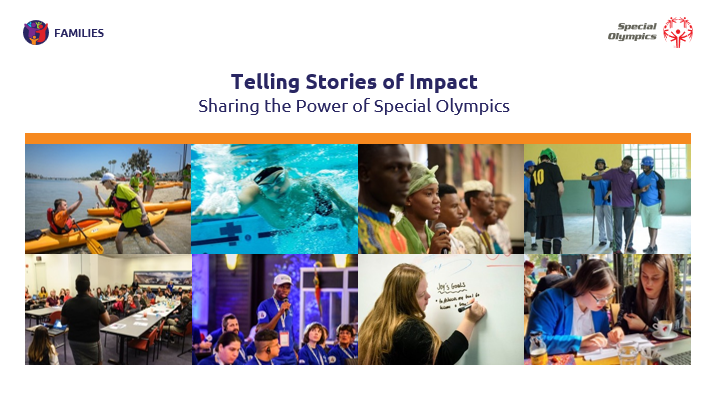 FAMILIES
Special
Olympics
Telling Stories of Impact
Sharing the Power of Special Olympics
10
Joy's Goals